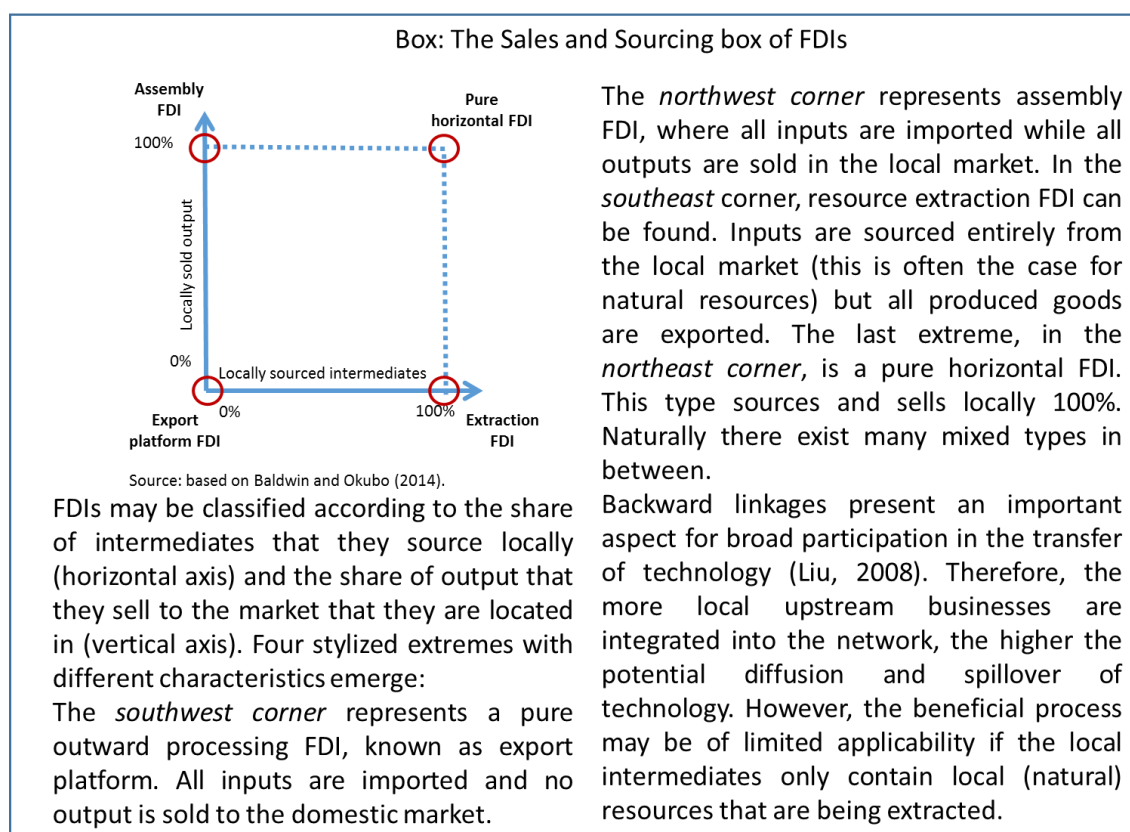 Box: The Sales and Sourcing box of FDIs
Assembly
FDI
Pure
horizontal FDI
100%
Locally sold output
0%
Locally sourced intermediates
0%
100%
Export
platform FDI
Extraction
FDI
Source: based on Baldwin and Okubo (2014).
FDIs may be classified according to the share
of intermediates that they source locally
(horizontal axis) and the share of output that
they sell to the market that they are located
in (vertical axis). Four stylized extremes with
different characteristics emerge:
The southwest corner represents a pure
outward processing FDI, known as export
platform. All inputs are imported and no
output is sold to the domestic market.
The northwest corner represents assembly
FDI, where all inputs are imported while all
outputs are sold in the local market. In the
southeast corner, resource extraction FDI can
be found. Inputs are sourced entirely from
the local market (this is often the case for
natural resources) but all produced goods
are exported. The last extreme, in the
northeast corner, is a pure horizontal FDI.
This type sources and sells locally 100%.
Naturally there exist many mixed types in
between.
Backward linkages present an important
aspect for broad participation in the transfer
of technology (Liu, 2008). Therefore, the
more local upstream businesses are
integrated into the network, the higher the
potential diffusion and spillover of
technology. However, the beneficial process
may be of limited applicability if the local
intermediates only contain local (natural)
resources that are being extracted.